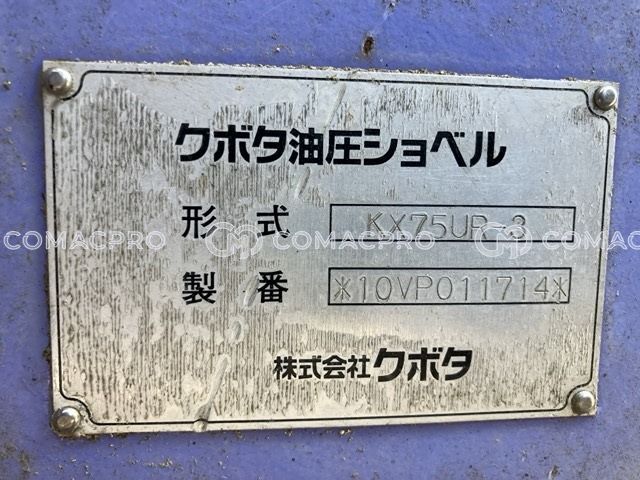 クボタ油圧ショベル
形式 KX75UR-3
COMACPRO COMACPRO COMACPRO
製番 *10VP011714*
株式会社クボタ